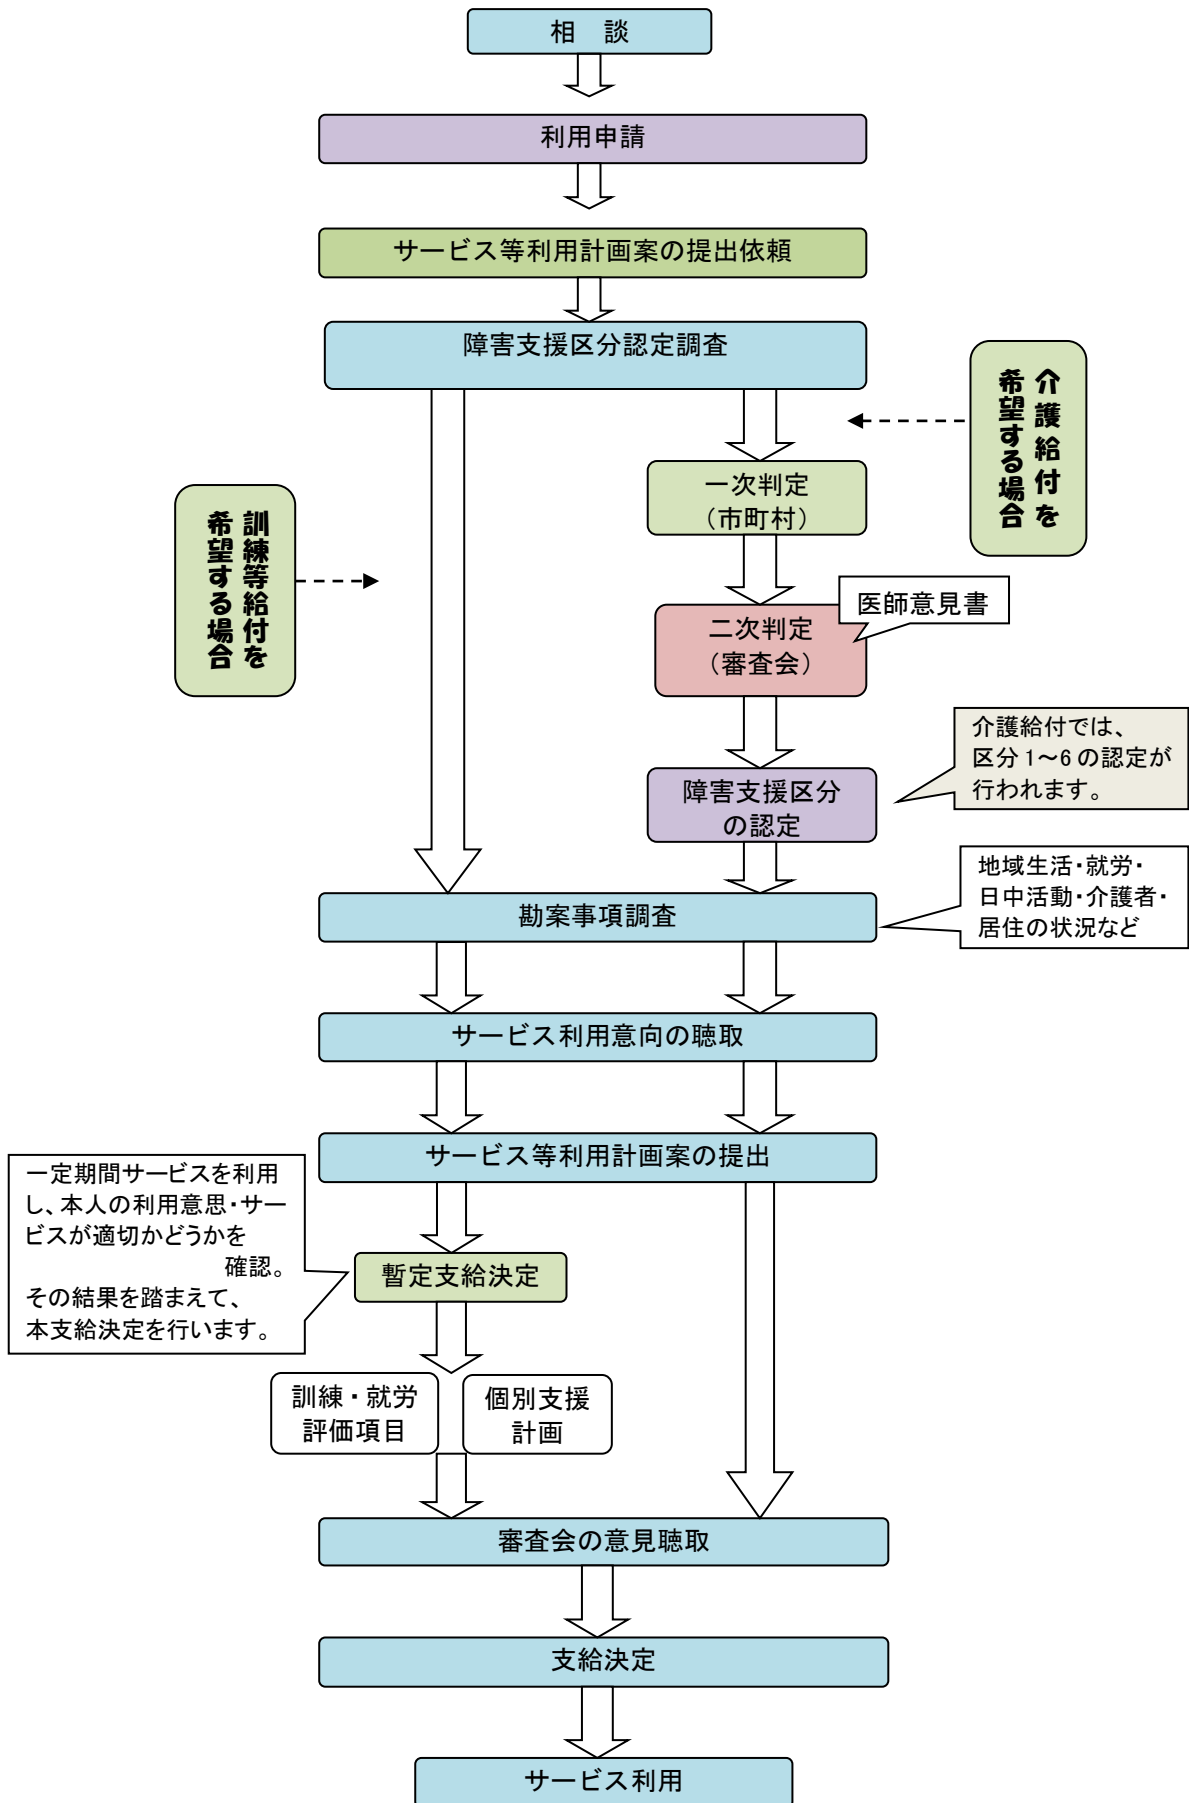 相　談
利用申請
サービス等利用計画案の提出依頼
障害支援区分認定調査
介護給付を
希望する場合
一次判定
（市町村）
訓練等給付を
希望する場合
医師意見書
二次判定
（審査会）
介護給付では、
区分1～6の認定が
行われます。
障害支援区分
の認定
地域生活・就労・
日中活動・介護者・
居住の状況など
勘案事項調査
サービス利用意向の聴取
サービス等利用計画案の提出
一定期間サービスを利用
し、本人の利用意思・サー
ビスが適切かどうかを
確認。
その結果を踏まえて、
本支給決定を行います。
暫定支給決定
訓練・就労
評価項目
個別支援
計画
審査会の意見聴取
支給決定
サービス利用